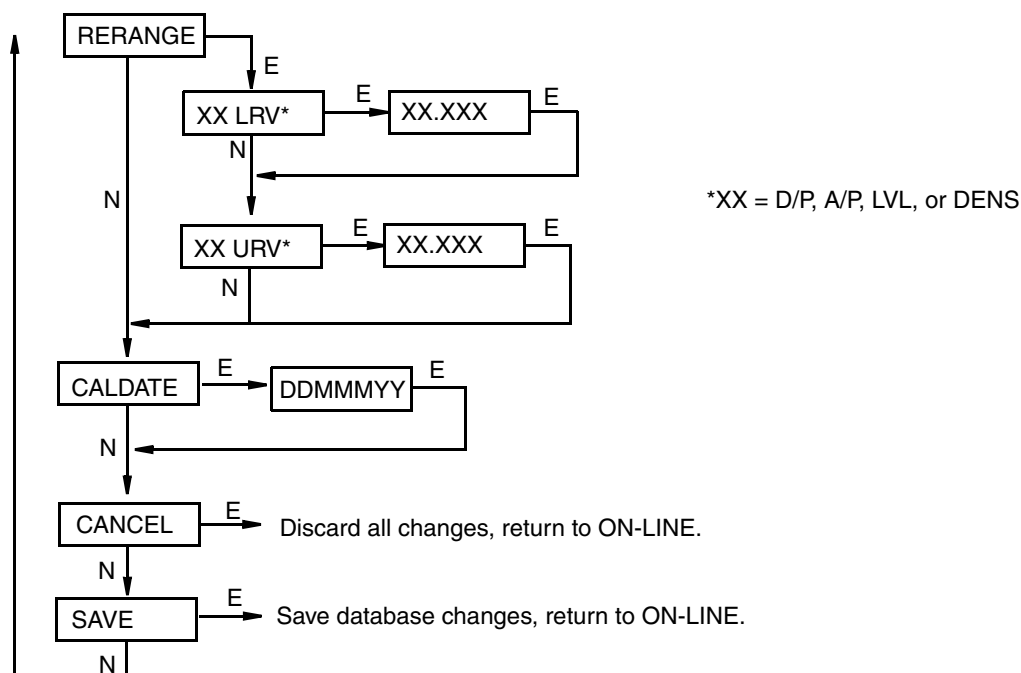 RERANGE
E
XX LRV*
E
XX.XXX
E
N
N
*XX = D/P, A/P, LVL, or DENS
XX URV*
E
XX.XXX
E
N
CALDATE
E
DDMMMYY
E
N
CANCEL
E
Discard all changes, return to ON-LINE.
N
SAVE
E
Save database changes, return to ON-LINE.
N